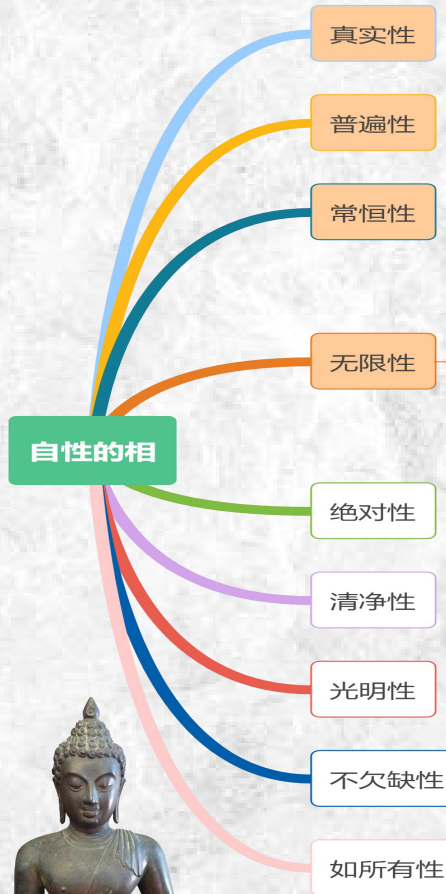 真实性
普遍性
常恒性
无限性
自性的相
绝对性
清净性
光明性
不欠缺性
如所有性